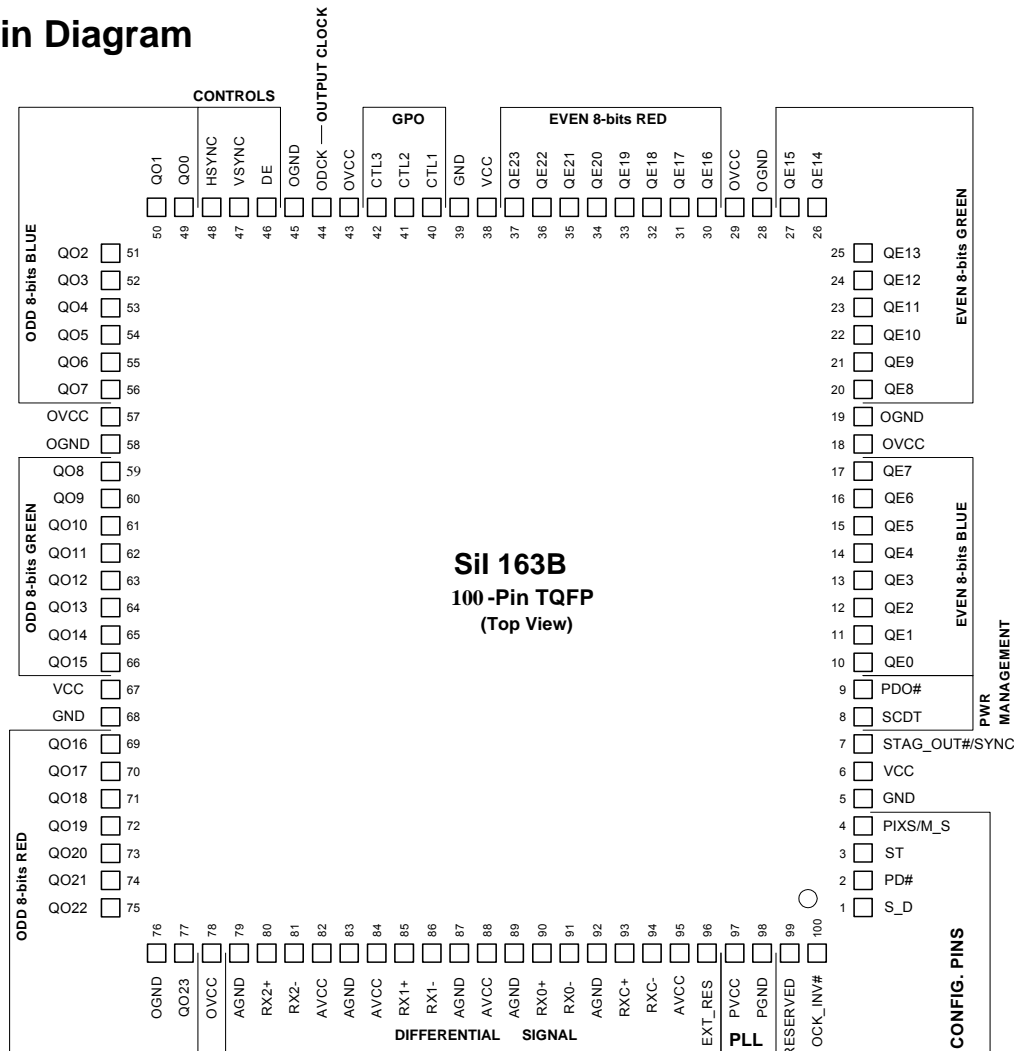 in Diagram
CONTROLS
ODCK — OUTPUT CLOCK
GPO
EVEN 8-bits RED
QO1
QO0
HSYNC
VSYNC
DE
OGND
OVCC
CTL3
CTL2
CTL1
GND
VCC
QE23
QE22
QE21
QE20
QE19
QE18
QE17
QE16
OVCC
OGND
QE15
QE14
50 49 48 47 46 45 44 43 42 41 40 39 38 37 36 35 34 33 32 31 30 29 28 27 26
ODD 8-bits BLUE
QO2 51
QO3 52
QO4 53
QO5 54
QO6 55
QO7 56
OVCC 57
OGND 58
ODD 8-bits GREEN
QO8 59
QO9 60
QO10 61
QO11 62
QO12 63
QO13 64
QO14 65
QO15 66
VCC 67
GND 68
ODD 8-bits RED
QO16 69
QO17 70
QO18 71
QO19 72
QO20 73
QO21 74
QO22 75
SiI 163B
100-Pin TQFP
(Top View)
25 QE13
24 QE12
23 QE11
22 QE10
21 QE9
20 QE8
EVEN 8-bits GREEN
19 OGND
18 OVCC
17 QE7
16 QE6
15 QE5
14 QE4
13 QE3
12 QE2
11 QE1
10 QE0
EVEN 8-bits BLUE
9 PDO#
8 SCDT
PWR
MANAGEMENT
7 STAG_OUT#/SYNC
6 VCC
5 GND
4 PIXS/M_S
3 ST
2 PD#
1 S_D
CONFIG. PINS
76 77 78 79 80 81 82 83 84 85 86 87 88 89 90 91 92 93 94 95 96 97 98 99 100
OGND
QO23
OVCC
AGND
RX2+
RX2-
AVCC
AGND
AVCC
RX1+
RX1-
AGND
AVCC
AGND
RX0+
RX0-
AGND
RXC+
RXC-
AVCC
EXT_RES
PVCC
PGND
RESERVED
OCK_INV#
DIFFERENTIAL SIGNAL
PLL